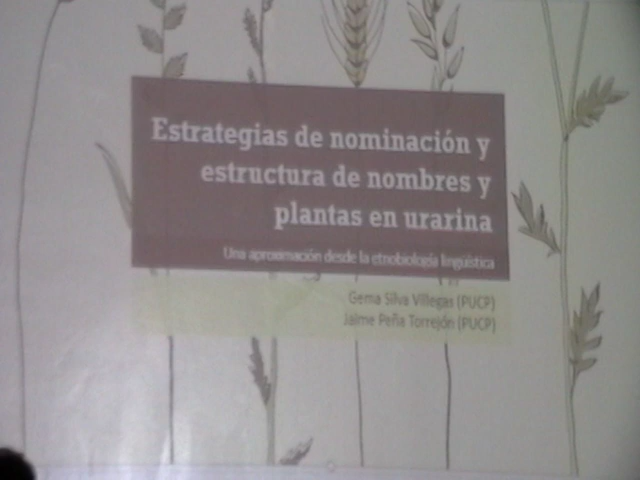 Estrategias de nominación y
estructura de nombres y
plantas en urarina
Una aproximación desde la etnobiología lingüística
Gema Silva Villegas (PUCP)
Jaime Peña Torrejón (PUCP)